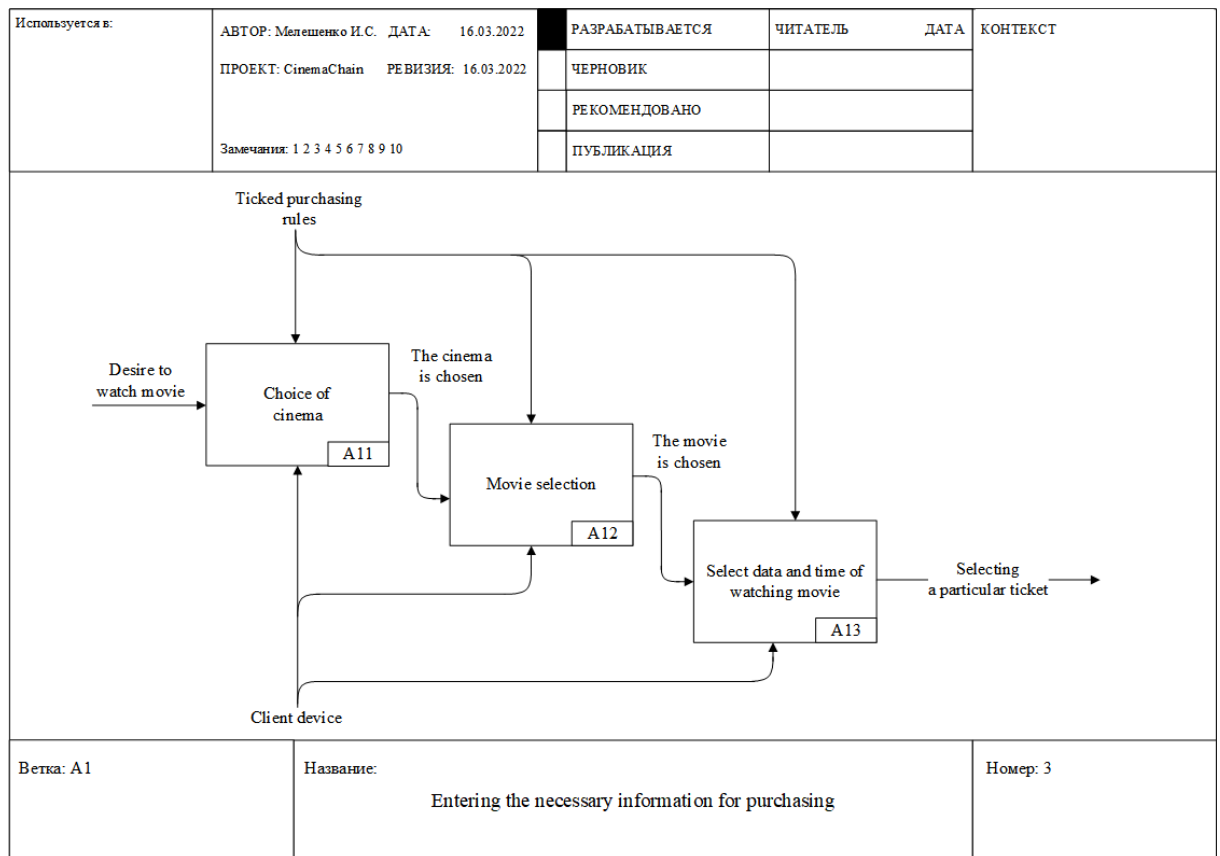 Используется в:
АВТОР: Мелешенко И.С. ДАТА: 16.03.2022
ПРОЕКТ: CinemaChain РЕВИЗИЯ: 16.03.2022
Замечания: 1 2 3 4 5 6 7 8 9 10
РАЗРАБАТЫВАЕТСЯ
ЧЕРНОВИК
РЕКОМЕНДОВАНО
ПУБЛИКАЦИЯ
ЧИТАТЕЛЬ ДАТА
КОНТЕКСТ
Ticked purchasing
rules
Desire to
watch movie
Choice of
cinema
A11
The cinema
is chosen
Movie selection
A12
The movie
is chosen
Select data and time of
watching movie
A13
Selecting
a particular ticket
Client device
Ветка: A1
Название:
Entering the necessary information for purchasing
Номер: 3